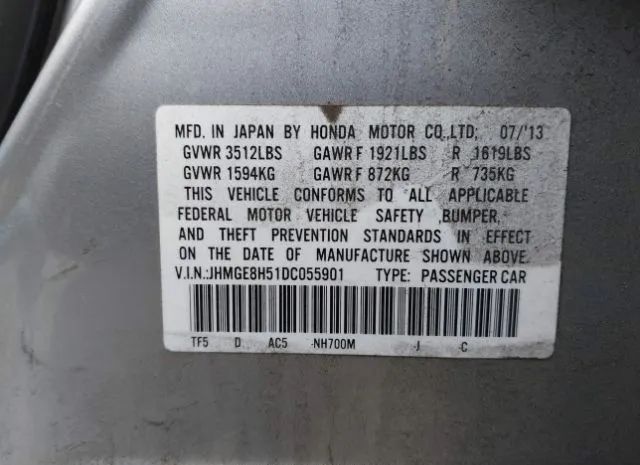 MFD. IN JAPAN BY HONDA MOTOR CO.,LTD. 07/'13
GVWR 3512LBS GAWR F 1921LBS R 1619LBS
GVWR 1594KG GAWR F 872KG R 735KG
THIS VEHICLE CONFORMS TO ALL APPLICABLE
FEDERAL MOTOR VEHICLE SAFETY ,BUMPER,
AND THEFT PREVENTION STANDARDS IN EFFECT
ON THE DATE OF MANUFACTURE SHOWN ABOVE.
V.I.N.:JHMGE8H51DC055901 TYPE: PASSENGER CAR
TF5 D AC5 -NH700M -J -C